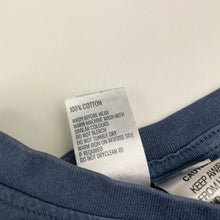 100% COTTON
WASH BEFORE WEAR
WARM MACHINE WASH WITH
SIMILAR COLOURS
DO NOT BLEACH
DO NOT TUMBLE DRY
WARM IRON ON REVERSE SIDE
IF REQUIRED
DO NOT DRYCLEAN
KEEP AWAY